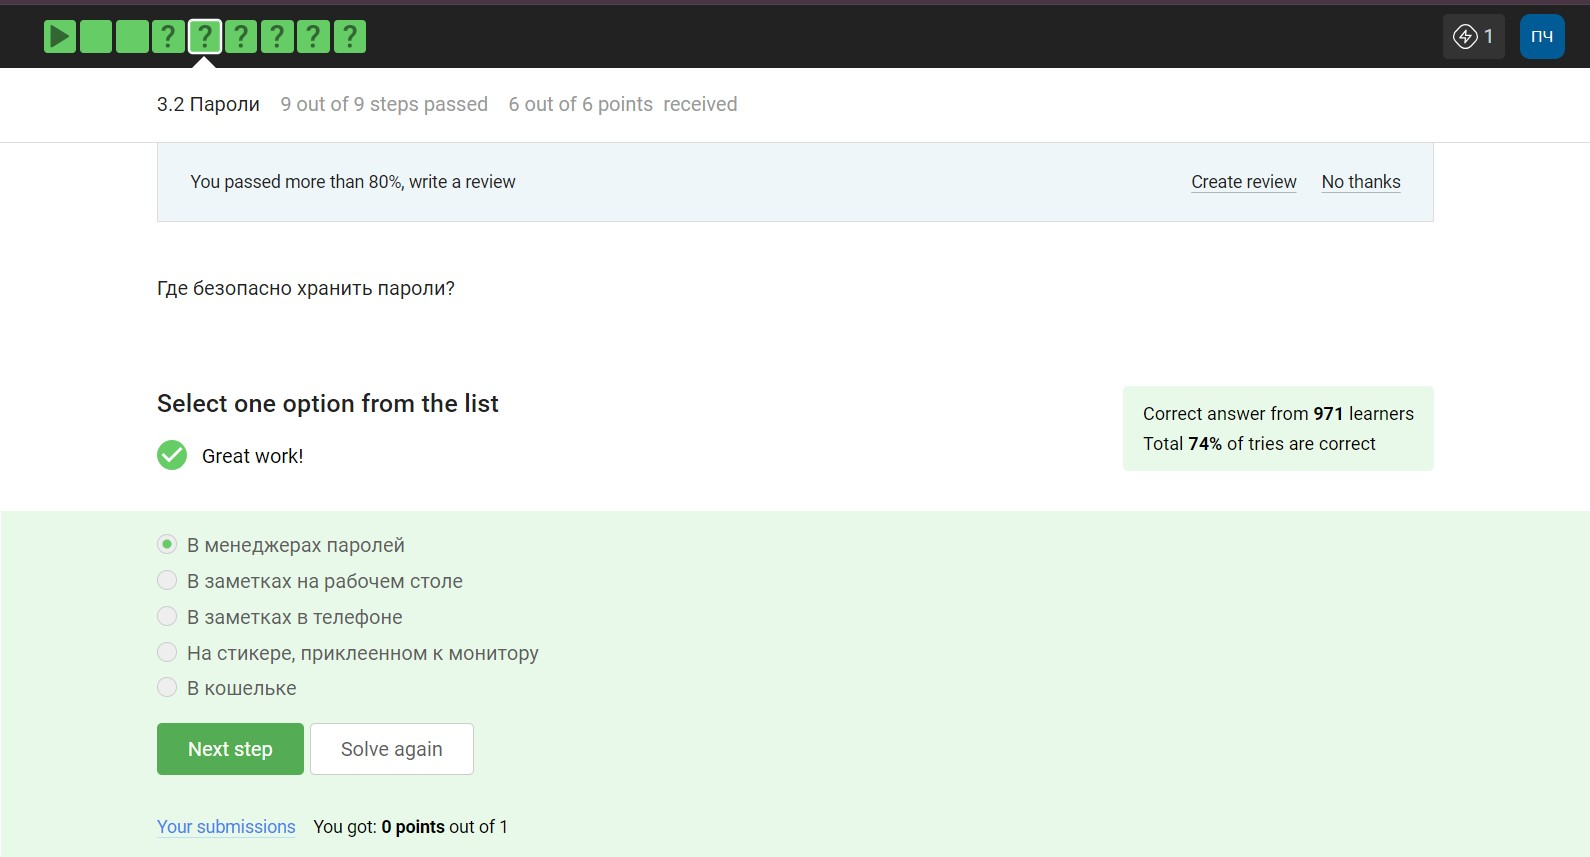 ? ? ? ? ? ?
1
ПЧ
3.2 Пароли 9 out of 9 steps passed 6 out of 6 points received
You passed more than 80%, write a review Create review No thanks
Где безопасно хранить пароли?
Select one option from the list
Correct answer from 971 learners
Total 74% of tries are correct
Great work!
В менеджерах паролей
В заметках на рабочем столе
В заметках в телефоне
На стикере, приклеенном к монитору
В кошельке
Next step Solve again
Your submissions You got: 0 points out of 1